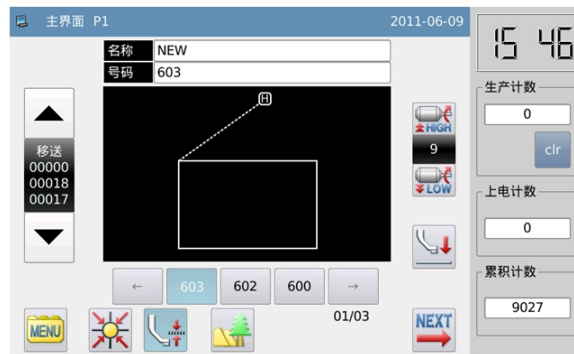 主界面 P1
2011-06-09
15 46
名称 NEW
号码 603
H
移送
00000
00018
00017
HIGH
9
LOW
生产计数
0
clr
上电计数
0
累积计数
9027
← 603 602 600 →
01/03
MENU
NEXT